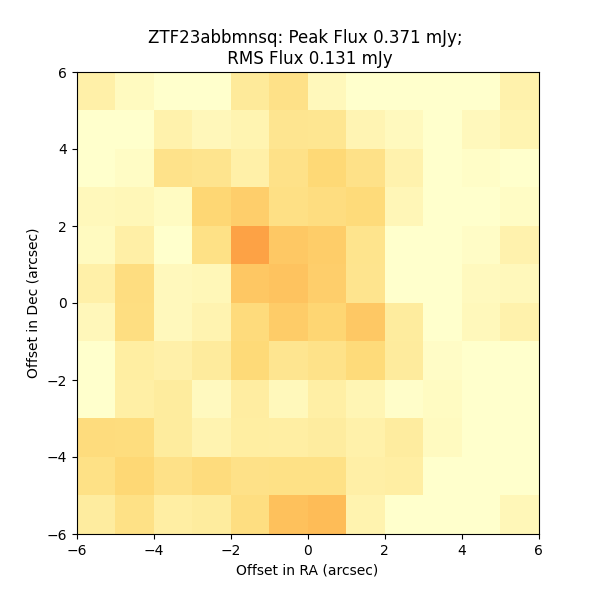 ZTF23abbmnsq: Peak Flux 0.371 mJy;
RMS Flux 0.131 mJy
6
4
2
0
−2
−4
−6
Offset in Dec (arcsec)
−6 −4 −2 0 2 4 6
Offset in RA (arcsec)